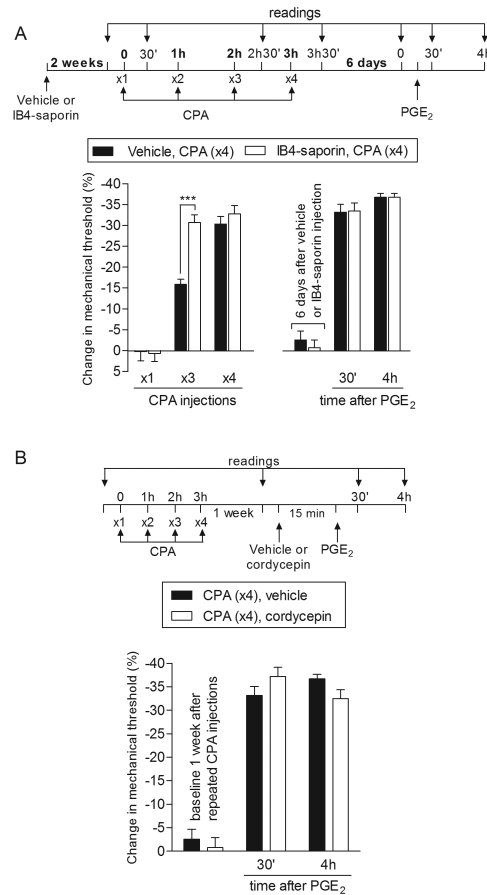 A
readings
0 30' 1h 2h 2h30' 3h 3h30' 0 30' 4h
2 weeks 6 days
x1 x2 x3 x4
Vehicle or
IB4-saporin
CPA
PGE2
Vehicle, CPA (x4) IB4-saporin, CPA (x4)
Change in mechanical threshold (%)
-40
-35
-30
-25
-20
-15
-10
-5
0
5
***
6 days after vehicle
or IB4-saporin injection
x1 x3 x4
CPA injections
30' 4h
time after PGE2
B
readings
0 1h 2h 3h 30' 4h
1 week 15 min
x1 x2 x3 x4
CPA
Vehicle or
cordycepin
PGE2
CPA (x4), vehicle
CPA (x4), cordycepin
Change in mechanical threshold (%)
-40
-35
-30
-25
-20
-15
-10
-5
0
baseline 1 week after
repeated CPA injections
30' 4h
time after PGE2